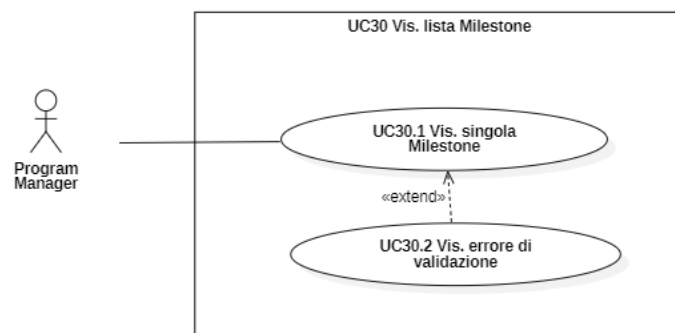 UC30 Vis. lista Milestone
UC30.1 Vis. singola
Milestone
Program
Manager
«extend»
UC30.2 Vis. errore di
validazione